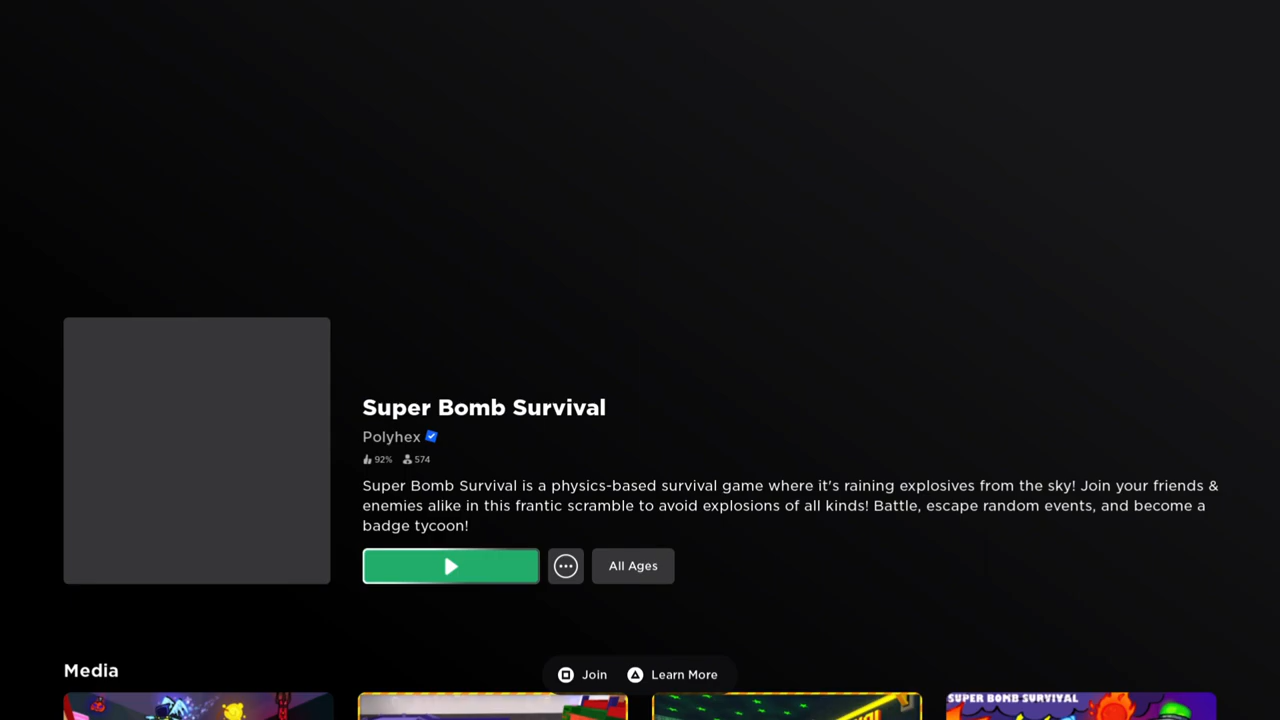 Super Bomb Survival
Polyhex
92% 574
Super Bomb Survival is a physics-based survival game where it's raining explosives from the sky! Join your friends &
enemies alike in this frantic scramble to avoid explosions of all kinds! Battle, escape random events, and become a
badge tycoon!
All Ages
Media
Join Learn More
SUPER BOMB SURVIVAL